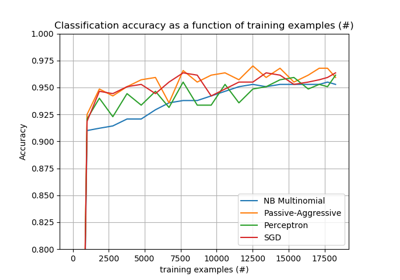 Classification accuracy as a function of training examples (#)
1.000
0.975
0.950
0.925
0.900
0.875
0.850
0.825
0.800
Accuracy
NB Multinomial
Passive-Aggressive
Perceptron
SGD
0
2500
5000
7500
10000
12500
15000
17500
training examples (#)